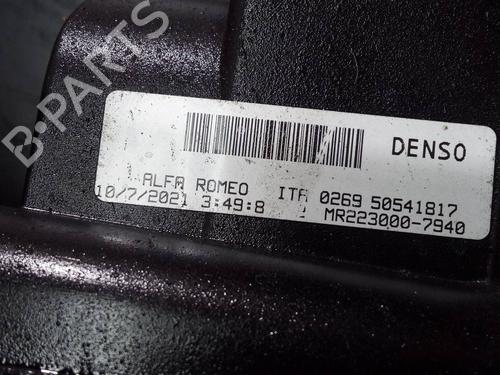 B-PARTS
DENSO
ALFA ROMEO ITA 0269 50541817
10/7/2021 3:49:8 MR223000-7940